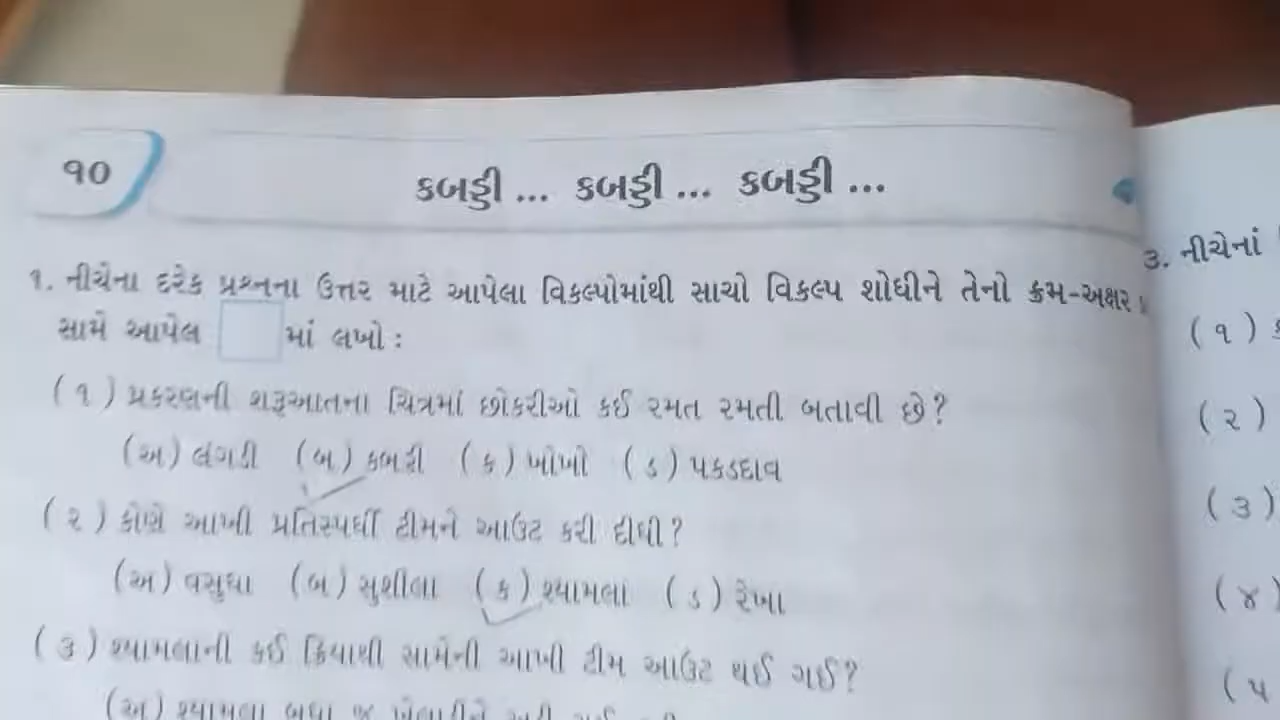 ૧૦
કબડ્ડી ... કબડ્ડી ... કબડ્ડી ...
૧. નીચેના દરેક પ્રશ્નના ઉત્તર માટે આપેલા વિકલ્પોમાંથી સાચો વિકલ્પ શોધીને તેનો ક્રમ-અક્ષર
સામે આપેલ માં લખો :
(૧) પ્રકરણની શરૂઆતના ચિત્રમાં છોકરીઓ કઈ રમત રમતી બતાવી છે?
(અ) લંગડી (બ) કબડ્ડી (ક) ખોખો (ડ) પકડદાવ
(૨) કોણે આખી પ્રતિસ્પર્ધી ટીમને આઉટ કરી દીધી?
(અ) વસુધા (બ) સુશીલા (ક) શ્યામલા (ડ) રેખા
(૩) શ્યામલાની કઈ ક્રિયાથી સામેની આખી ટીમ આઉટ થઈ ગઈ?
(અ) શ્યામલા બધા જ
૩. નીચેનાં
(૧)
(૨)
(૩)
(૪)
(૫